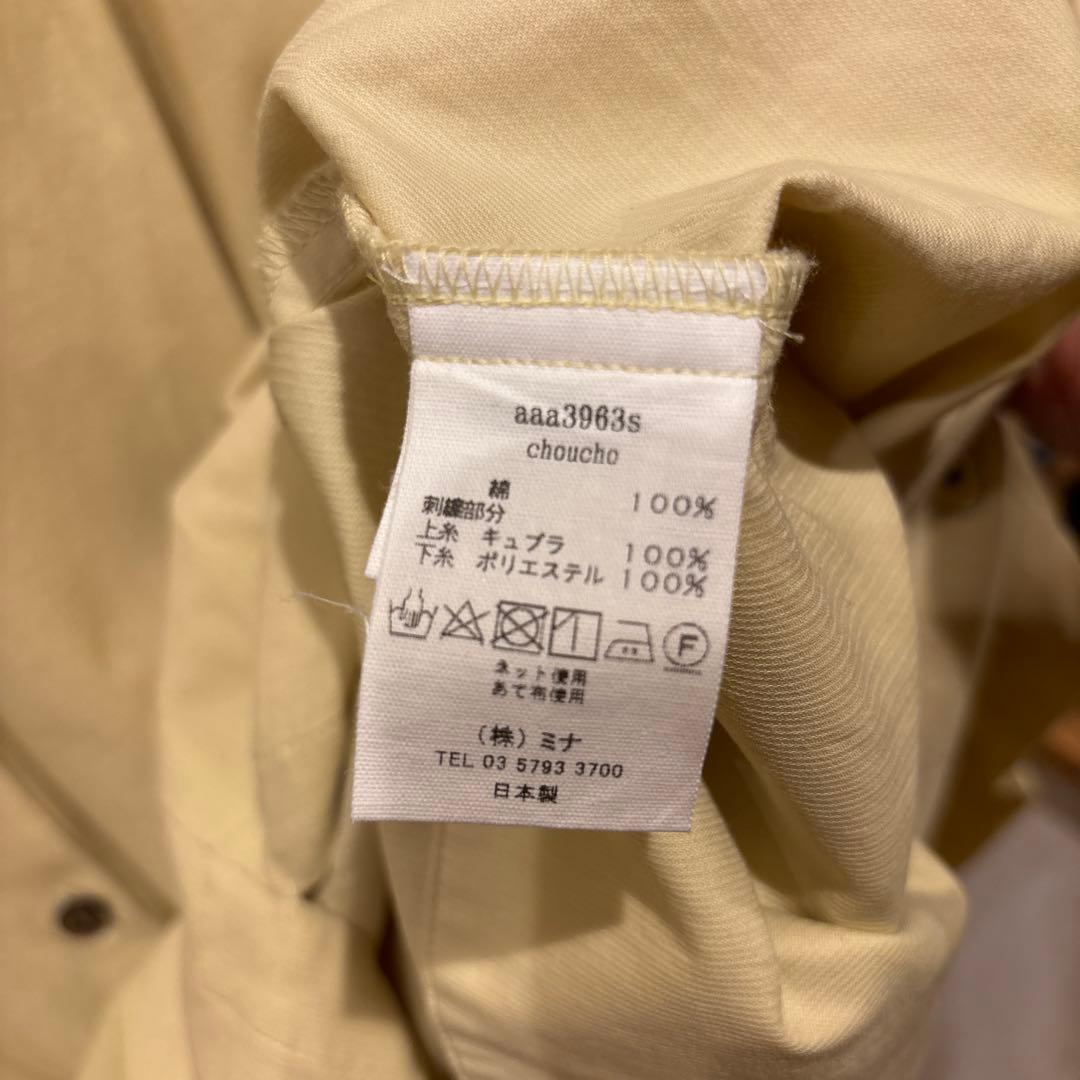 aaa3963s
choucho
綿 100%
刺繍部分
上糸 キュプラ 100%
下糸 ポリエステル 100%
F
ネット使用
あて布使用
(株)ミナ
TEL 03 5793 3700
日本製